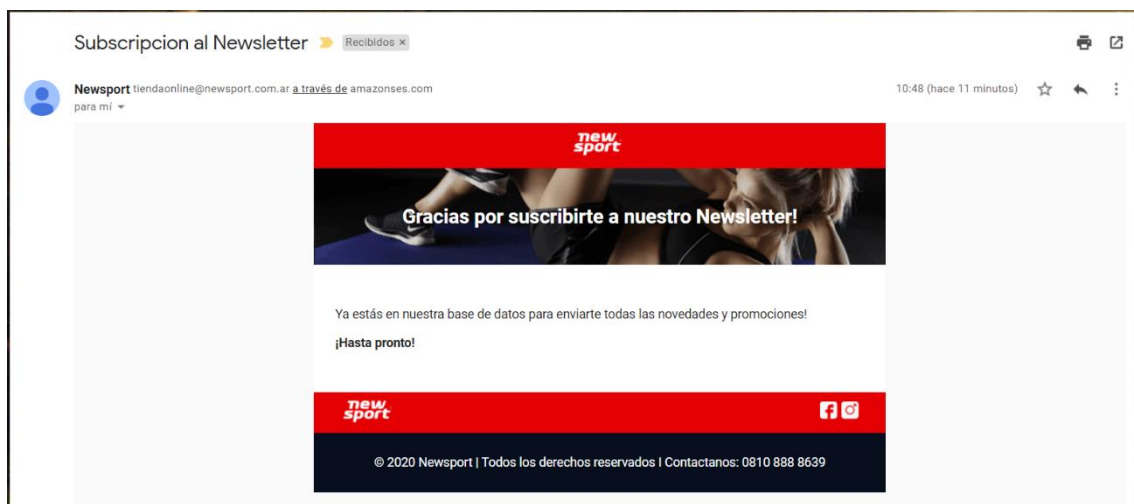 Subscripcion al Newsletter Recibidos ×
Newsport tiendaonline@newsport.com.ar a través de amazonses.com 10:48 (hace 11 minutos)
para mí
new
sport
Gracias por suscribirte a nuestro Newsletter!
Ya estás en nuestra base de datos para enviarte todas las novedades y promociones!
¡Hasta pronto!
new
sport
© 2020 Newsport | Todos los derechos reservados I Contactanos: 0810 888 8639